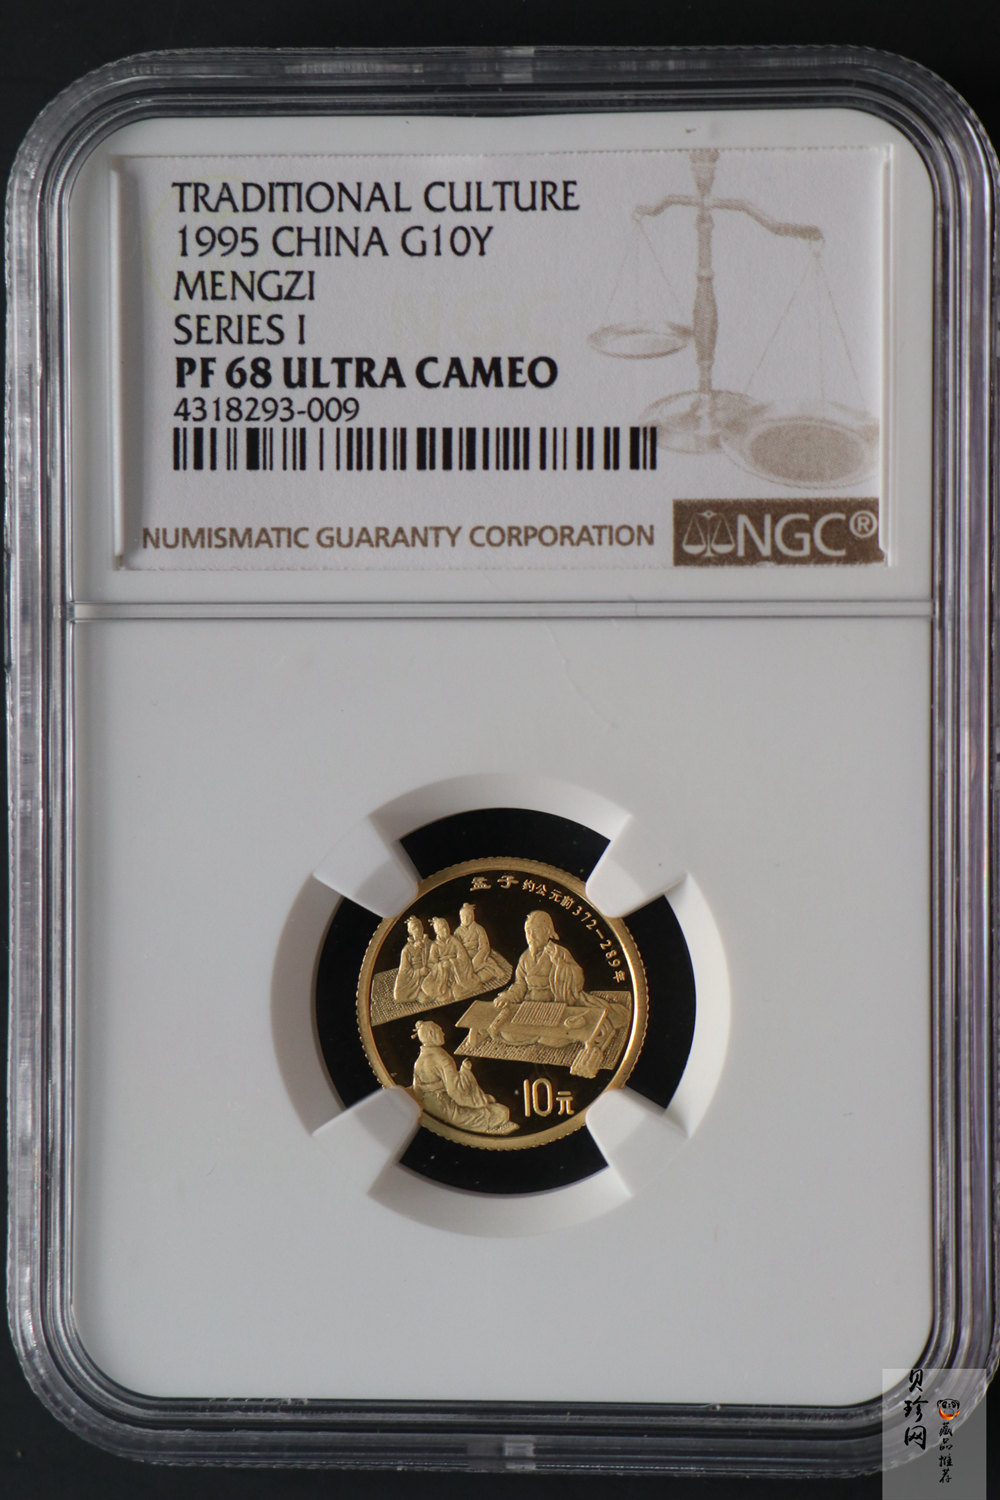 TRADITIONAL CULTURE
1995 CHINA G10Y
MENGZI
SERIES I
PF 68 ULTRA CAMEO
4318293-009
NUMISMATIC GUARANTY CORPORATION
NGC®
孟子 约公元前372—289年
10元
贝珍网
藏品推荐